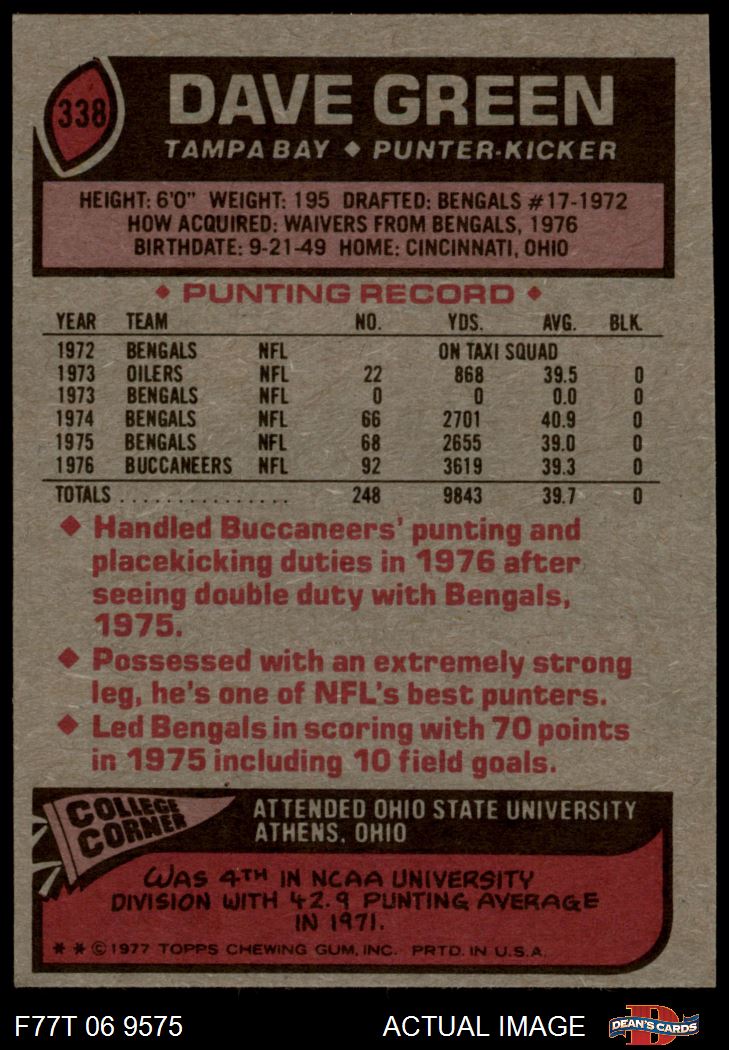 338
DAVE GREEN
TAMPA BAY ◆ PUNTER-KICKER
HEIGHT: 6'0" WEIGHT: 195 DRAFTED: BENGALS #17-1972
HOW ACQUIRED: WAIVERS FROM BENGALS, 1976
BIRTHDATE: 9-21-49 HOME: CINCINNATI, OHIO
◆ PUNTING RECORD ◆
YEAR TEAM NO. YDS. AVG. BLK.
1972 BENGALS NFL ON TAXI SQUAD
1973 OILERS NFL 22 868 39.5 0
1973 BENGALS NFL 0 0 0.0 0
1974 BENGALS NFL 66 2701 40.9 0
1975 BENGALS NFL 68 2655 39.0 0
1976 BUCCANEERS NFL 92 3619 39.3 0
TOTALS . . . . . . . . . . . . . . . 248 9843 39.7 0
◆ Handled Buccaneers' punting and
placekicking duties in 1976 after
seeing double duty with Bengals,
1975.
◆ Possessed with an extremely strong
leg, he's one of NFL's best punters.
◆ Led Bengals in scoring with 70 points
in 1975 including 10 field goals.
COLLEGE
CORNER
ATTENDED OHIO STATE UNIVERSITY
ATHENS, OHIO
WAS 4TH IN NCAA UNIVERSITY
DIVISION WITH 42.9 PUNTING AVERAGE
IN 1971.
* * © 1977 TOPPS CHEWING GUM, INC. PRTD. IN U.S.A.
F77T 06 9575 ACTUAL IMAGE D DEAN'S CARDS